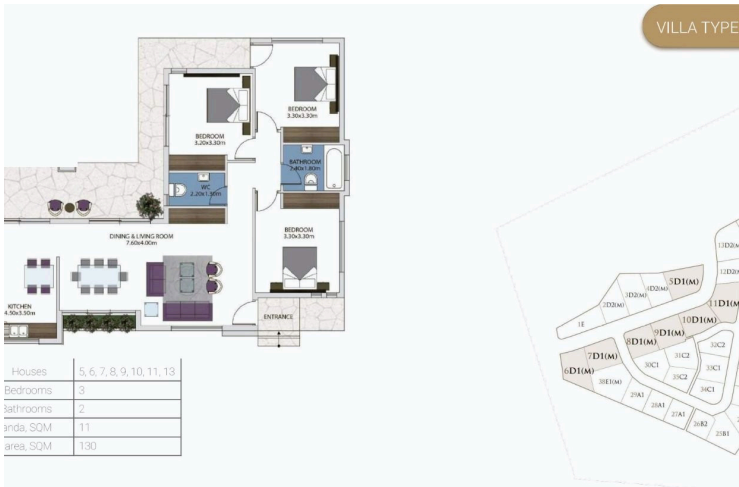 VILLA TYPE
BEDROOM
3.30x3.30m
BEDROOM
3.20x3.30m
BATHROOM
2.40x1.80m
WC
2.20x1.30m
DINING & LIVING ROOM
7.60x4.00m
BEDROOM
3.30x3.30m
KITCHEN
4.50x3.30m
ENTRANCE
Houses 5, 6, 7, 8, 9, 10, 11, 13
Bedrooms 3
Bathrooms 2
anda, SQM 11
area, SQM 130
13D2(M
12D2(M
5D1(M)
4D2(M)
3D2(M)
2D2(M)
1E
11D1(M
10D1(M)
9D1(M)
8D1(M)
7D1(M)
6D1(M)
32C2
31C2
30C1
33C1
35C2
34C1
38E1(M)
29A1
28A1
27A1
26B2
25B1